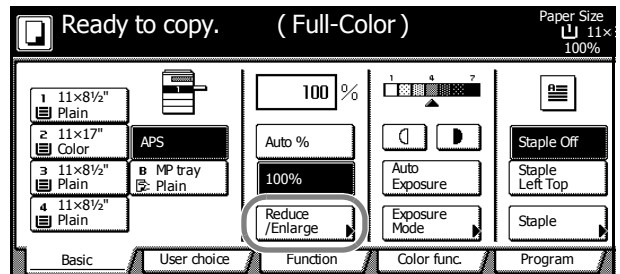 Ready to copy. ( Full-Color )
Paper Size
11×
100%
1 11×8½"
Plain
2 11×17"
Color
3 11×8½"
Plain
4 11×8½"
Plain
APS
B MP tray
Plain
100 %
Auto %
100%
Reduce
/Enlarge
1 4 7
Auto
Exposure
Exposure
Mode
Staple Off
Staple
Left Top
Staple
Basic
User choice
Function
Color func.
Program